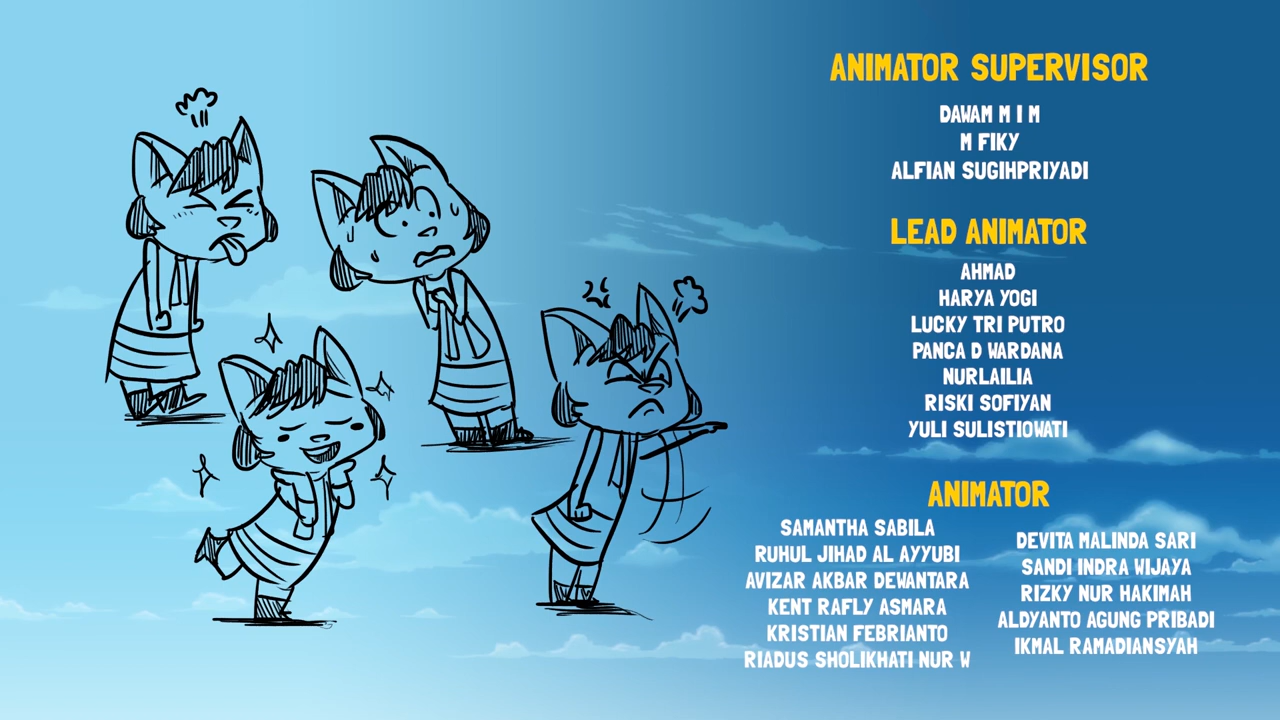 ANIMATOR SUPERVISOR
DAWAM M I M
M FIKY
ALFIAN SUGIHPRIYADI
LEAD ANIMATOR
AHMAD
HARYA YOGI
LUCKY TRI PUTRO
PANCA D WARDANA
NURLAILIA
RISKI SOFIYAN
YULI SULISTIOWATI
ANIMATOR
SAMANTHA SABILA
RUHUL JIHAD AL AYYUBI
AVIZAR AKBAR DEWANTARA
KENT RAFLY ASMARA
KRISTIAN FEBRIANTO
RIADUS SHOLIKHATI NUR W
DEVITA MALINDA SARI
SANDI INDRA WIJAYA
RIZKY NUR HAKIMAH
ALDYANTO AGUNG PRIBADI
IKMAL RAMADIANSYAH